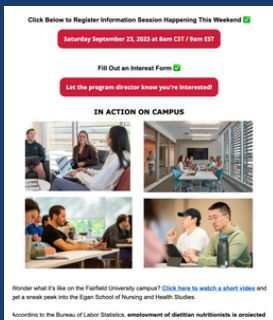 Click Below to Register Information Session Happening This Weekend ✅
Saturday September 23, 2023 at 8am CST / 9am EST
Fill Out an Interest Form ✅
Let the program director know you're interested!
IN ACTION ON CAMPUS
Wonder what it's like on the Fairfield University campus? Click here to watch a short video and
get a sneak peek into the Egan School of Nursing and Health Studies.
According to the Bureau of Labor Statistics, employment of dietitian nutritionists is projected